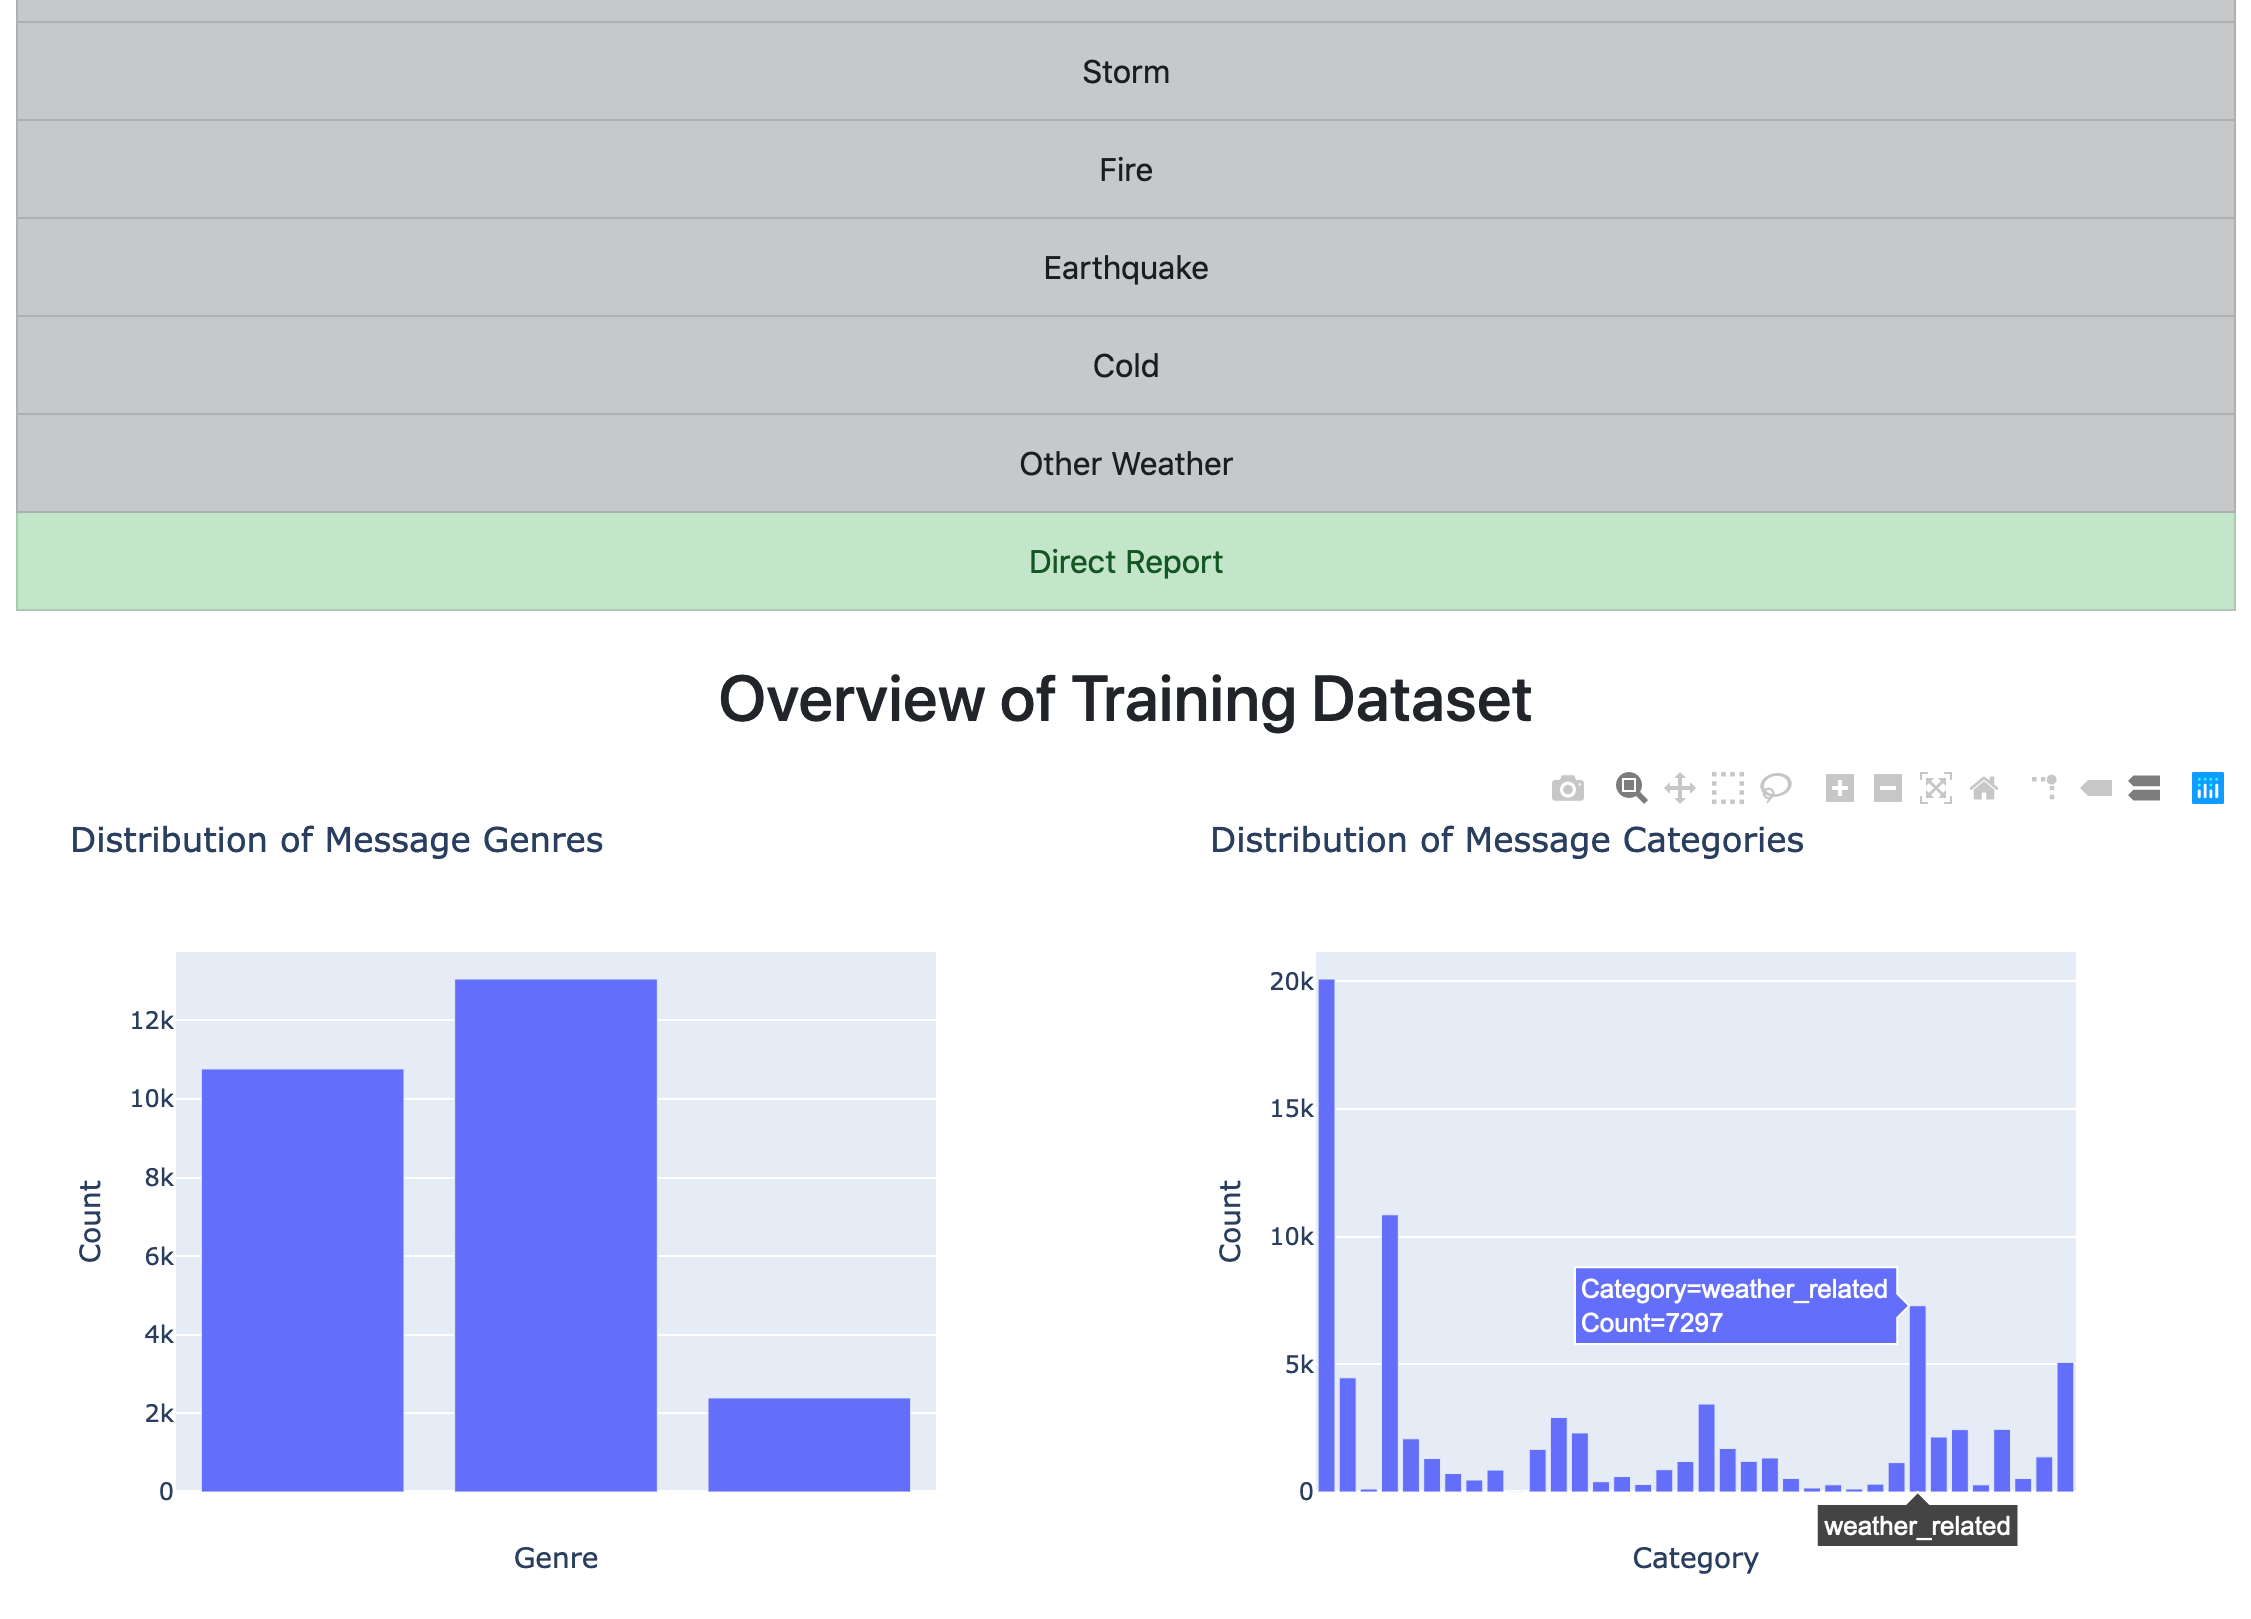 Storm
Fire
Earthquake
Cold
Other Weather
Direct Report
Overview of Training Dataset
Distribution of Message Genres
12k
10k
8k
6k
4k
2k
0
Count
Genre
Distribution of Message Categories
20k
15k
10k
5k
0
Count
Category=weather_related
Count=7297
weather_related
Category